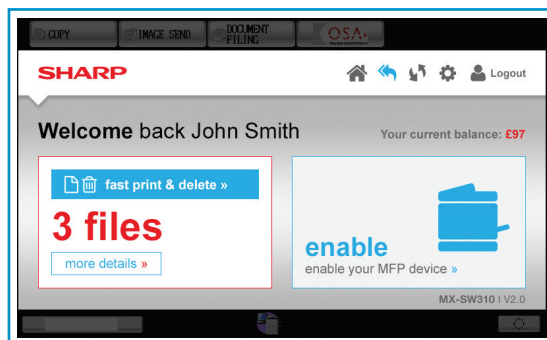 COPY
IMAGE SEND
DOCUMENT
FILING
OSA
SHARP
Logout
Welcome back John Smith
Your current balance: £97
fast print & delete »
3 files
more details »
enable
enable your MFP device »
MX-SW310 | V2.0